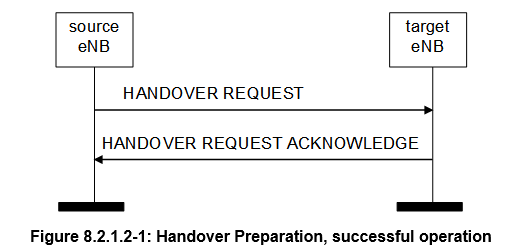 source
eNB
target
eNB
HANDOVER REQUEST
HANDOVER REQUEST ACKNOWLEDGE
Figure 8.2.1.2-1: Handover Preparation, successful operation